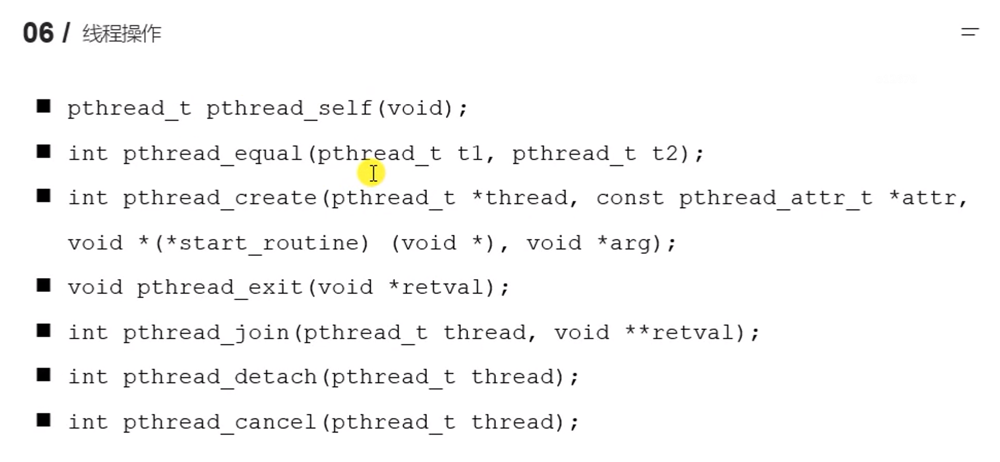 06 / 线程操作
■ pthread_t pthread_self(void);
■ int pthread_equal(pthread_t t1, pthread_t t2);
■ int pthread_create(pthread_t *thread, const pthread_attr_t *attr,
void *(*start_routine) (void *), void *arg);
■ void pthread_exit(void *retval);
■ int pthread_join(pthread_t thread, void **retval);
■ int pthread_detach(pthread_t thread);
■ int pthread_cancel(pthread_t thread);